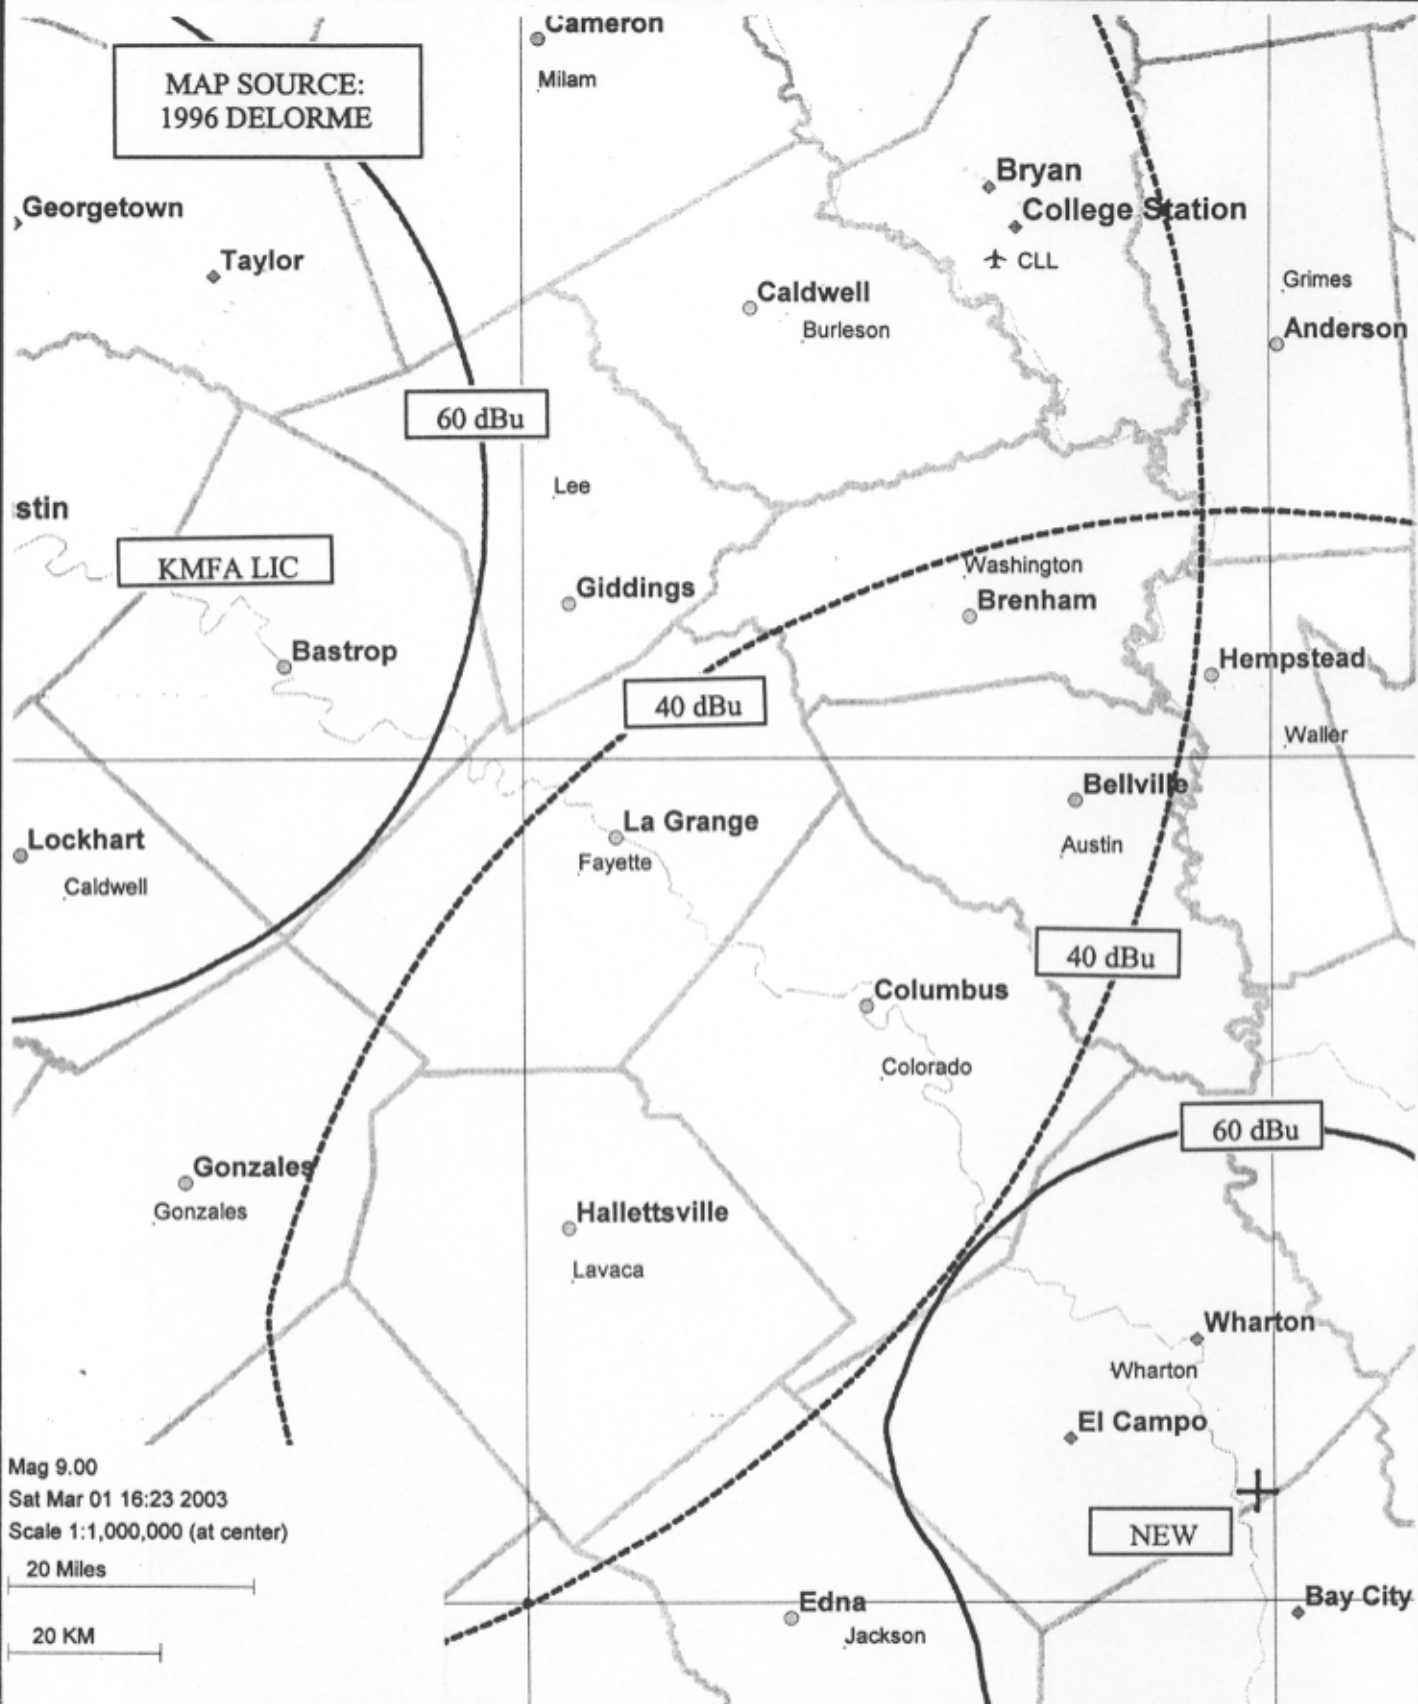 Cameron
Milam
MAP SOURCE:
1996 DELORME
Bryan
Georgetown
College Station
Taylor
CLL
Grimes
Caldwell
Burleson
Anderson
60 dBu
Lee
stin
KMFA LIC
Washington
Giddings
Brenham
Bastrop
Hempstead
40 dBu
Waller
Bellville
La Grange
Lockhart
Austin
Fayette
Caldwell
40 dBu
Columbus
Colorado
60 dBu
Gonzales
Gonzales
Hallettsville
Lavaca
Wharton
Wharton
El Campo
Mag 9.00
Sat Mar 01 16:23 2003
Scale 1:1,000,000 (at center)
NEW
20 Miles
Edna
Bay City
20 KM
Jackson